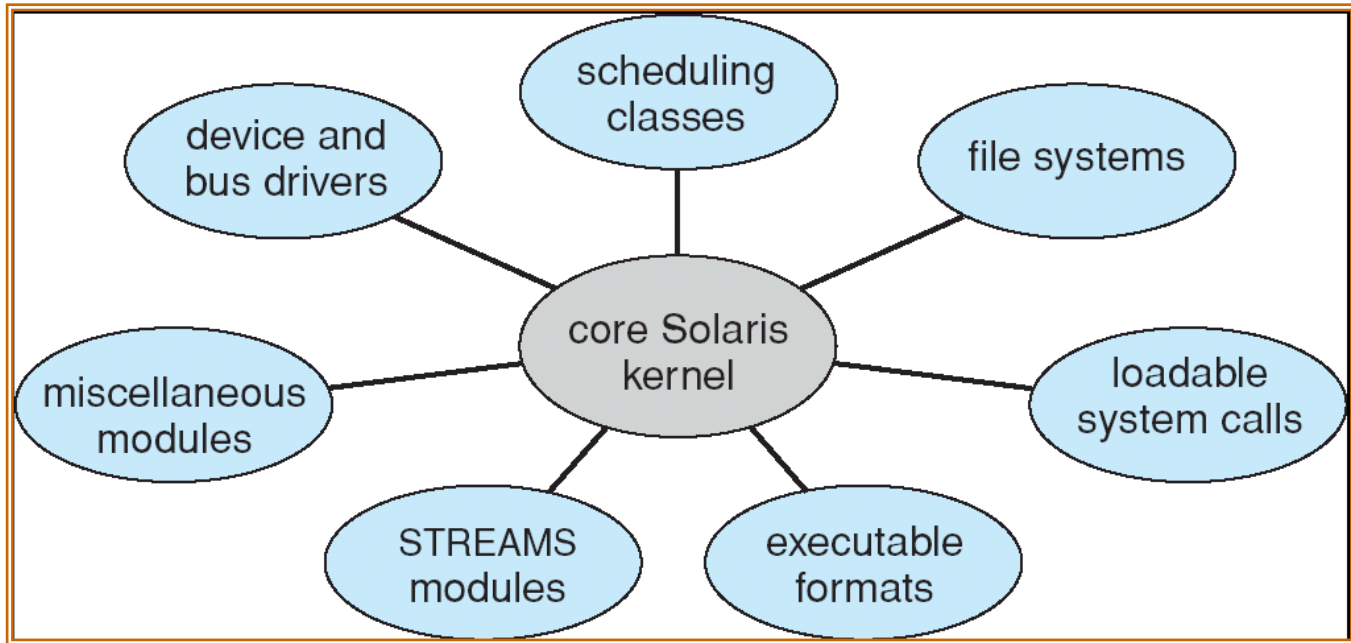 scheduling
classes
device and
bus drivers
file systems
core Solaris
kernel
miscellaneous
modules
loadable
system calls
STREAMS
modules
executable
formats